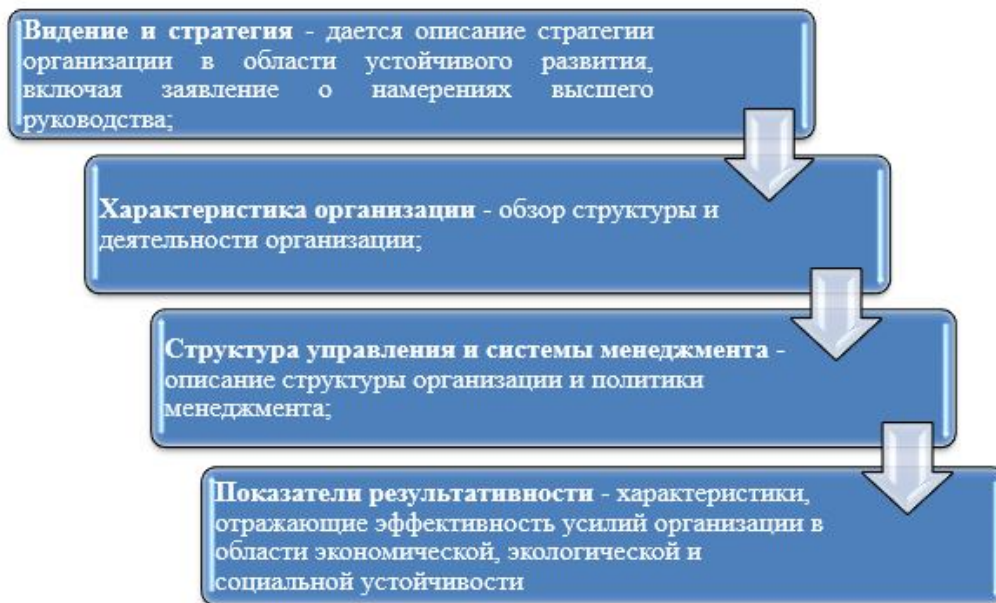 Видение и стратегия - дается описание стратегии
организации в области устойчивого развития,
включая заявление о намерениях высшего
руководства;
Характеристика организации - обзор структуры и
деятельности организации;
Структура управления и системы менеджмента -
описание структуры организации и политики
менеджмента;
Показатели результативности - характеристики,
отражающие эффективность усилий организации в
области экономической, экологической и
социальной устойчивости